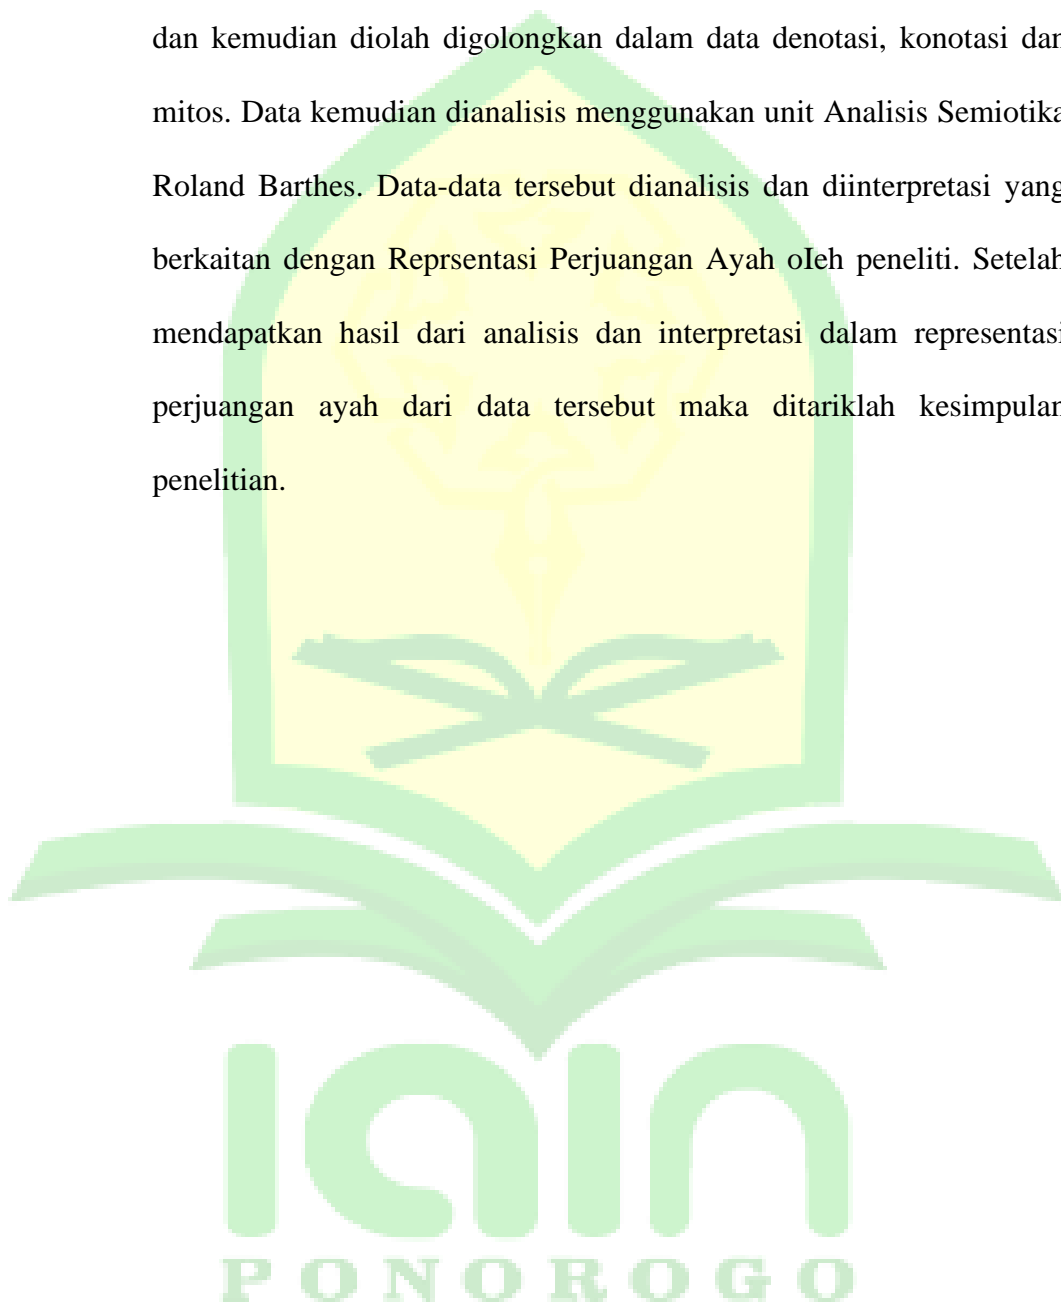 dan kemudian diolah digolongkan dalam data denotasi, konotasi dan
mitos. Data kemudian dianalisis menggunakan unit Analisis Semiotika
Roland Barthes. Data-data tersebut dianalisis dan diinterpretasi yang
berkaitan dengan Reprsentasi Perjuangan Ayah oIeh peneliti. Setelah
mendapatkan hasil dari analisis dan interpretasi dalam representasi
perjuangan ayah dari data tersebut maka ditariklah kesimpulan
penelitian.
iain
PONOROGO